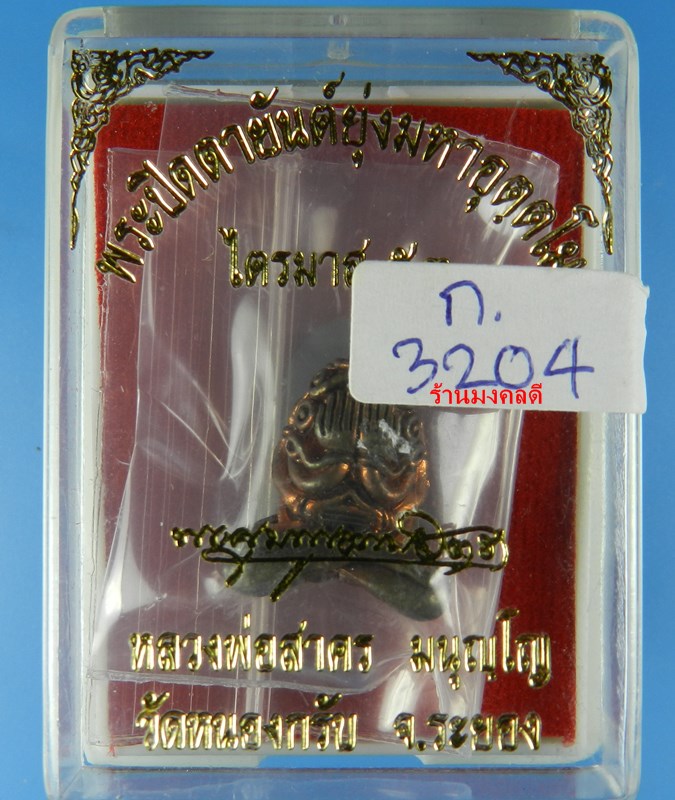 พระปิดตายันต์ยุ่งมหาอุตฺตโม
ไตรมาส
ก.
3204
ร้านมงคลดี
หลวงพ่อสาคร มนุญฺโญ
วัดหนองกรับ จ.ระยอง